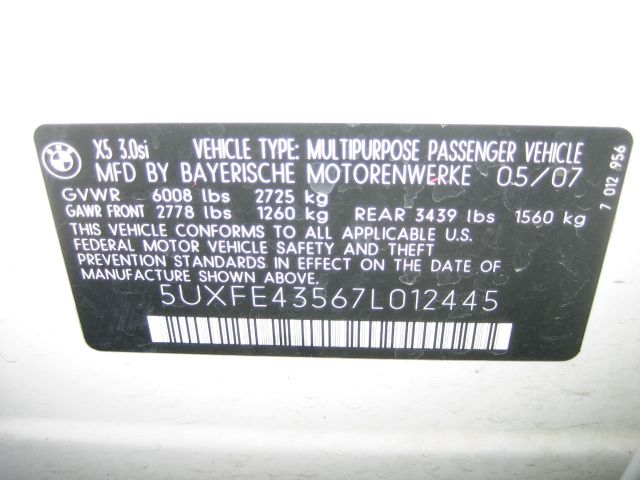 BMW
X5 3.0si VEHICLE TYPE: MULTIPURPOSE PASSENGER VEHICLE
MFD BY BAYERISCHE MOTORENWERKE 05/07
GVWR 6008 lbs 2725 kg
GAWR FRONT 2778 lbs 1260 kg REAR 3439 lbs 1560 kg
THIS VEHICLE CONFORMS TO ALL APPLICABLE U.S.
FEDERAL MOTOR VEHICLE SAFETY AND THEFT
PREVENTION STANDARDS IN EFFECT ON THE DATE OF
MANUFACTURE SHOWN ABOVE.
5UXFE43567L012445
7 012 956